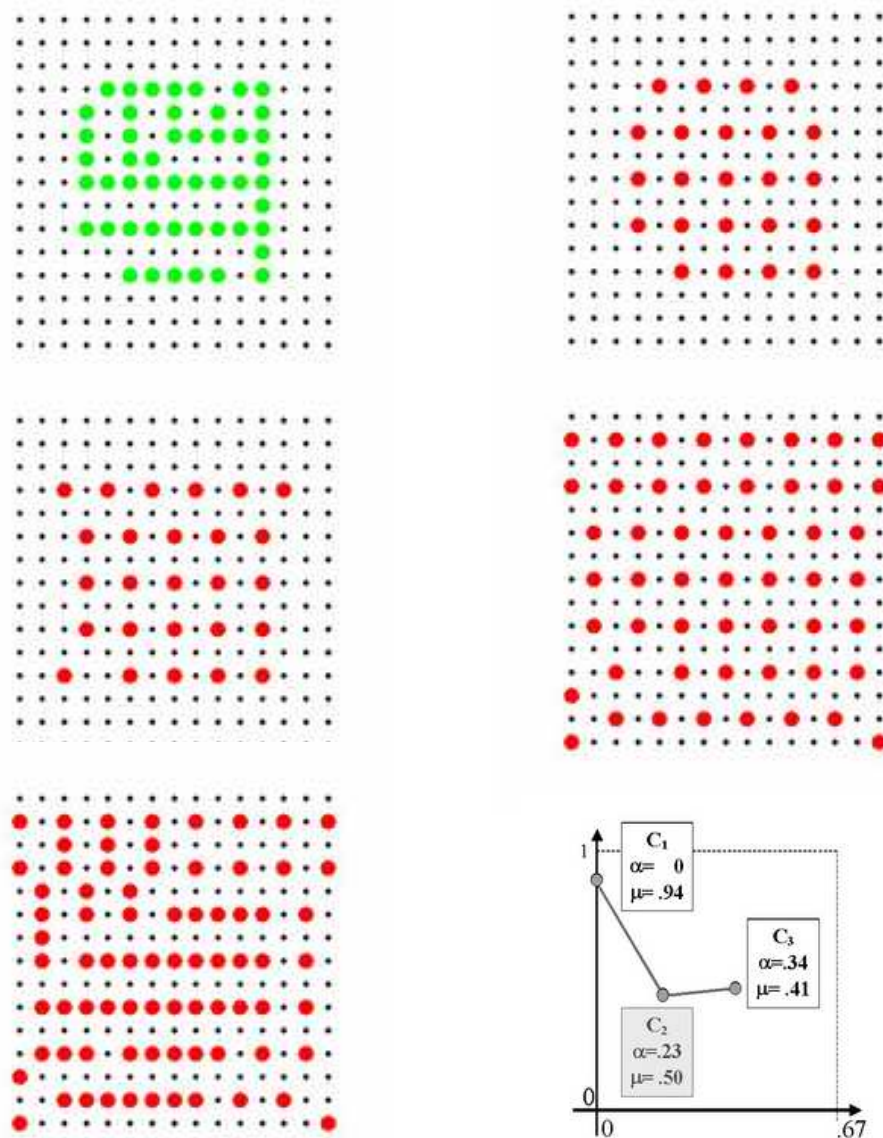 1
C₁
α= 0
μ= .94
C₃
α=.34
μ= .41
C₂
α=.23
μ= .50
0
0
.67